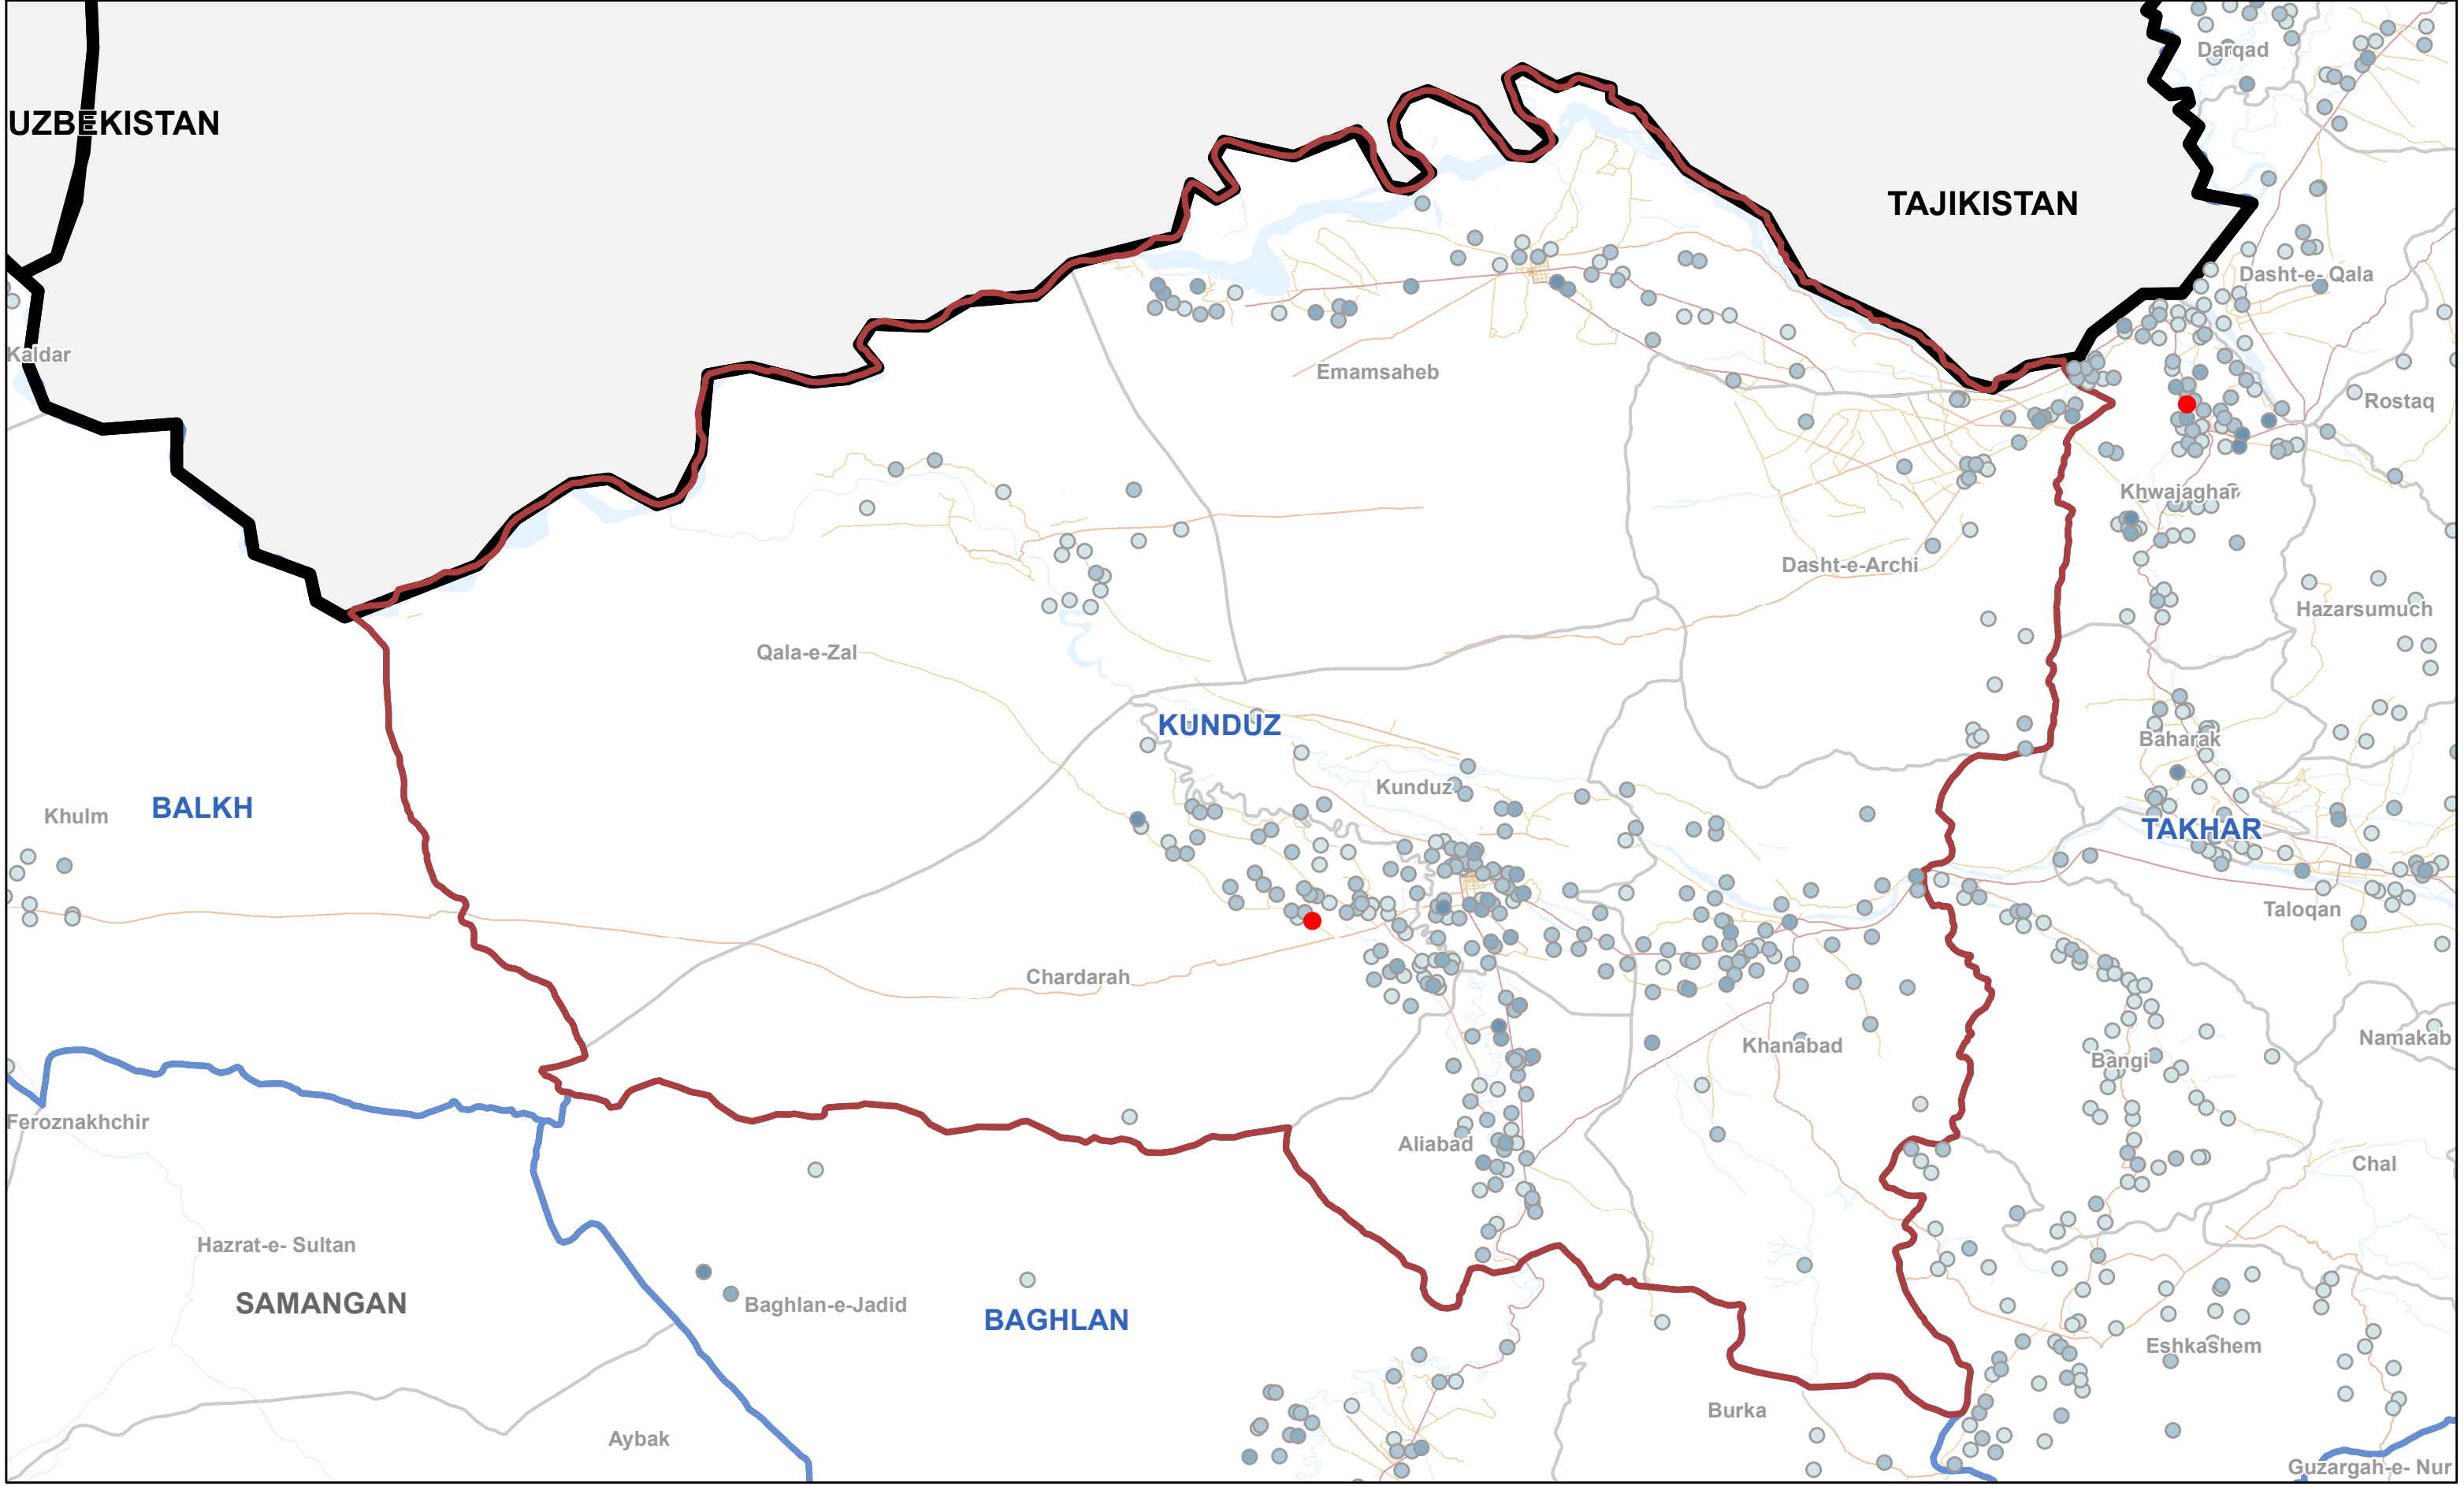 Darqad
UZBEKISTAN
TAJIKISTAN
Dasht-e- Qala
Kaldar
Emamsaheb
Rostaq
Khwajaghar
Dasht-e-Archi
Hazarsumuch
Qala-e-Zal
KUNDUZ
Baharak
Kunduz
BALKH
Khulm
TAKHAR
Taloqan
Chardarah
Namakab
Khanabad
Bangi
Feroznakhchir
Aliabad
Chal
Hazrat-e- Sultan
SAMANGAN
Baghlan-e-Jadid
BAGHLAN
Eshkashem
Burka
Aybak
Guzargah-e- Nur